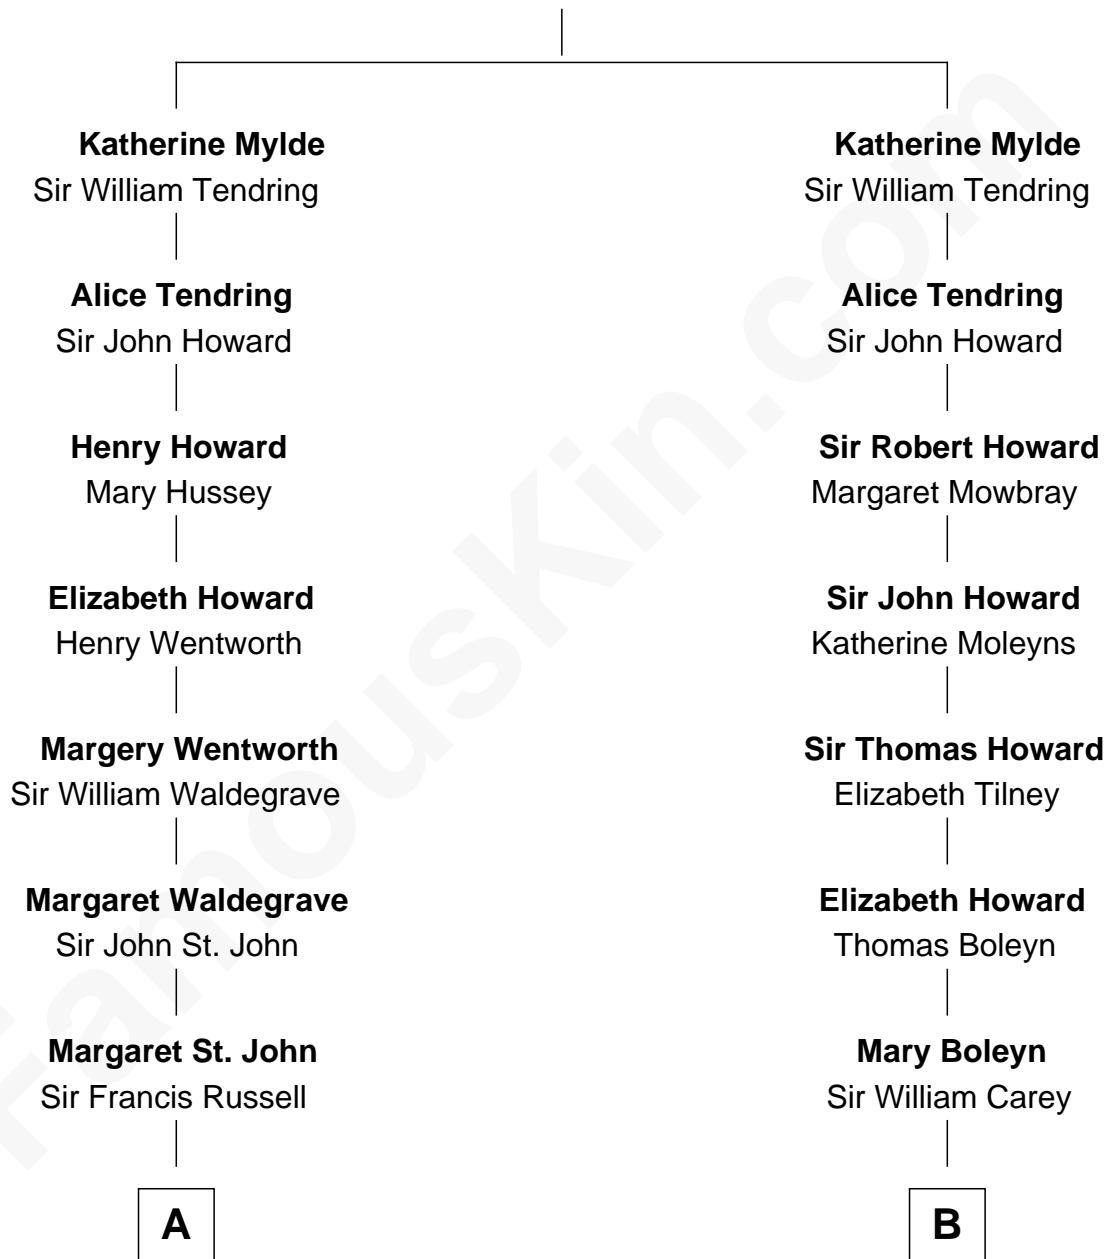 Katherine Mylde
Sir William Tendring
Alice Tendring
Sir John Howard
Henry Howard
Mary Hussey
Elizabeth Howard
Henry Wentworth
Margery Wentworth
Sir William Waldegrave
Margaret Waldegrave
Sir John St. John
Margaret St. John
Sir Francis Russell
A
Katherine Mylde
Sir William Tendring
Alice Tendring
Sir John Howard
Sir Robert Howard
Margaret Mowbray
Sir John Howard
Katherine Moleyns
Sir Thomas Howard
Elizabeth Tilney
Elizabeth Howard
Thomas Boleyn
Mary Boleyn
Sir William Carey
B
FamousKin.com